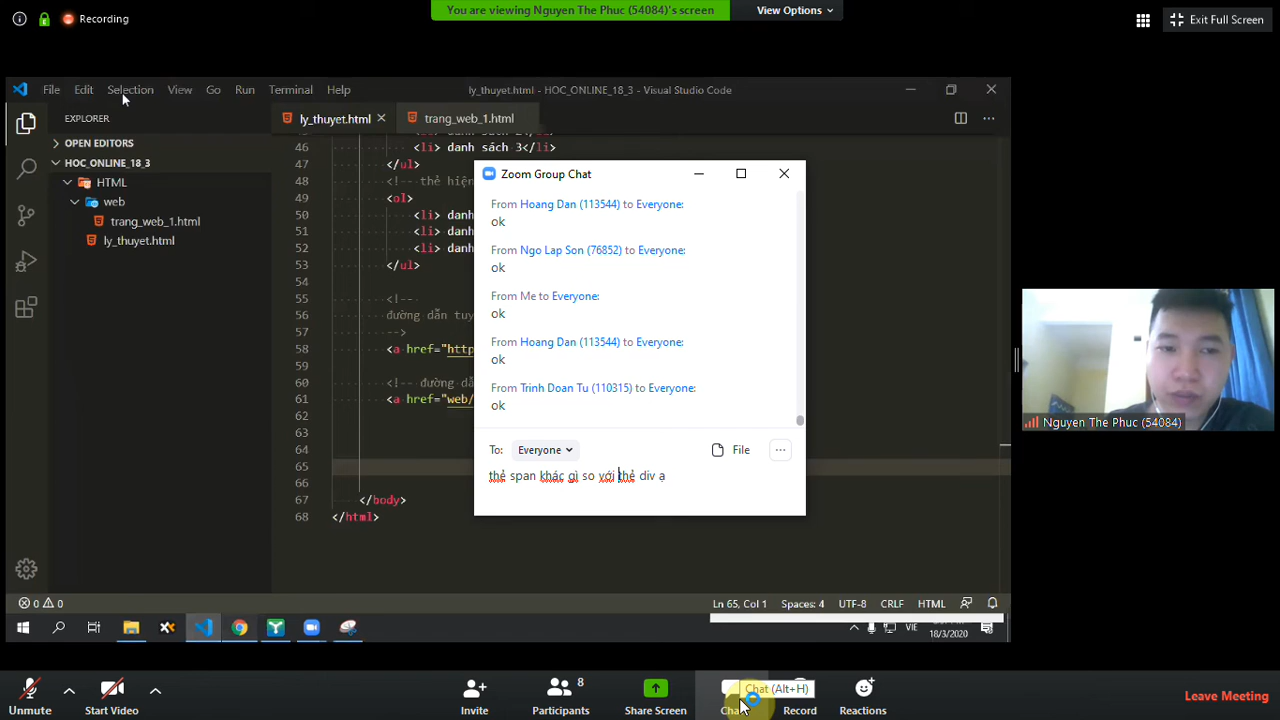 Recording
You are viewing Nguyen The Phuc (54084)'s screen
View Options
Exit Full Screen
File Edit Selection View Go Run Terminal Help
ly_thuyet.html - HOC_ONLINE_18_3 - Visual Studio Code
EXPLORER
ly_thuyet.html
trang_web_1.html
OPEN EDITORS
HOC_ONLINE_18_3
HTML
web
trang_web_1.html
ly_thuyet.html
46 <li> danh sách 3</li>
47 </ul>
48 <!-- thẻ hiện
49 <ol>
50 <li> danh
51 <li> danh
52 <li> danh
53 </ul>
54
55 <!--
56 đường dẫn tuy
57 -->
58 <a href="http
59
60 <!-- đường dẫ
61 <a href="web/
62
63
64
65
66
67 </body>
68 </html>
Zoom Group Chat
From Hoang Dan (113544) to Everyone:
ok
From Ngo Lap Son (76852) to Everyone:
ok
From Me to Everyone:
ok
From Hoang Dan (113544) to Everyone:
ok
From Trinh Doan Tu (110315) to Everyone:
ok
To: Everyone
File
thẻ span khác gì so với thẻ div ạ
Nguyen The Phuc (54084)
0 0
Ln 65, Col 1 Spaces: 4 UTF-8 CRLF HTML
VIE
18/3/2020
Chat (Alt+H)
8
Unmute
Start Video
Invite
Participants
Share Screen
Record
Reactions
Leave Meeting